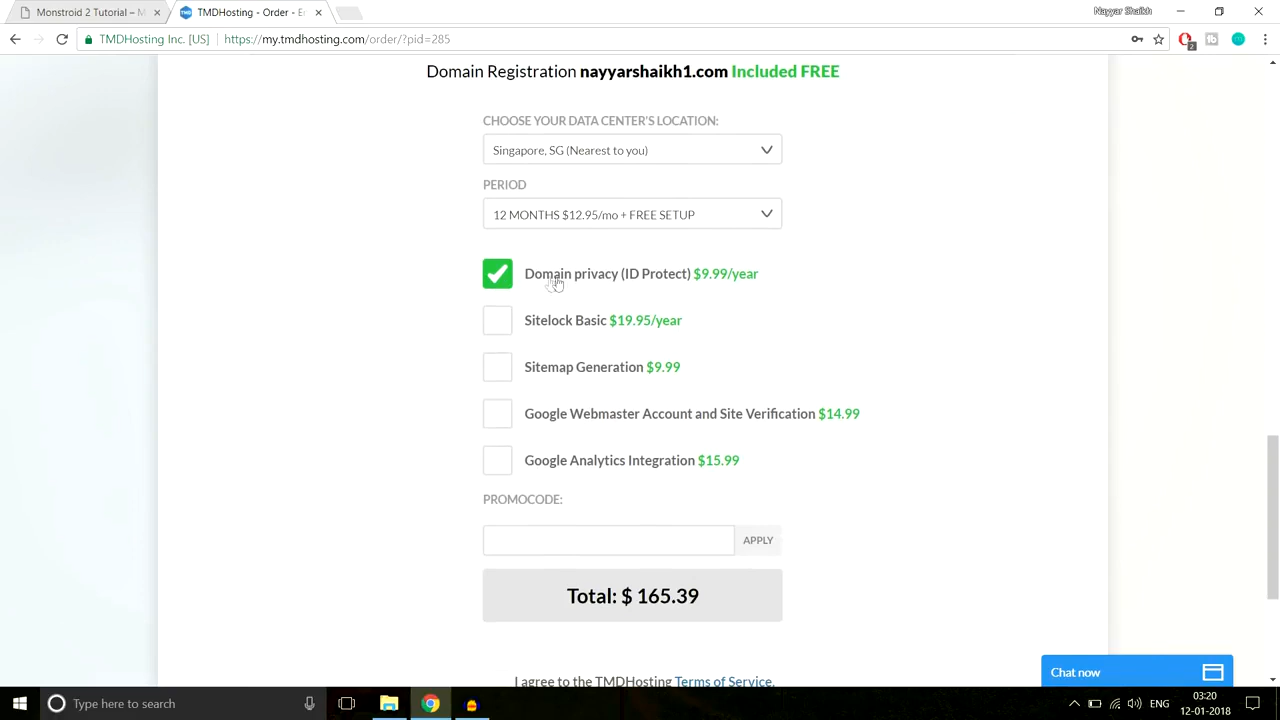 Monstroid 2 Tutorial – M
TMDHosting - Order - E
Nayyar Shaikh
TMDHosting Inc. [US]
https://my.tmdhosting.com/order/?pid=285
2
Domain Registration nayyarshaikh1.com Included FREE
CHOOSE YOUR DATA CENTER'S LOCATION:
Singapore, SG (Nearest to you)
PERIOD
12 MONTHS $12.95/mo + FREE SETUP
Domain privacy (ID Protect) $9.99/year
Sitelock Basic $19.95/year
Sitemap Generation $9.99
Google Webmaster Account and Site Verification $14.99
Google Analytics Integration $15.99
PROMOCODE:
APPLY
Total: $ 165.39
I agree to the TMDHosting Terms of Service.
Chat now
Type here to search
ENG
03:20
12-01-2018